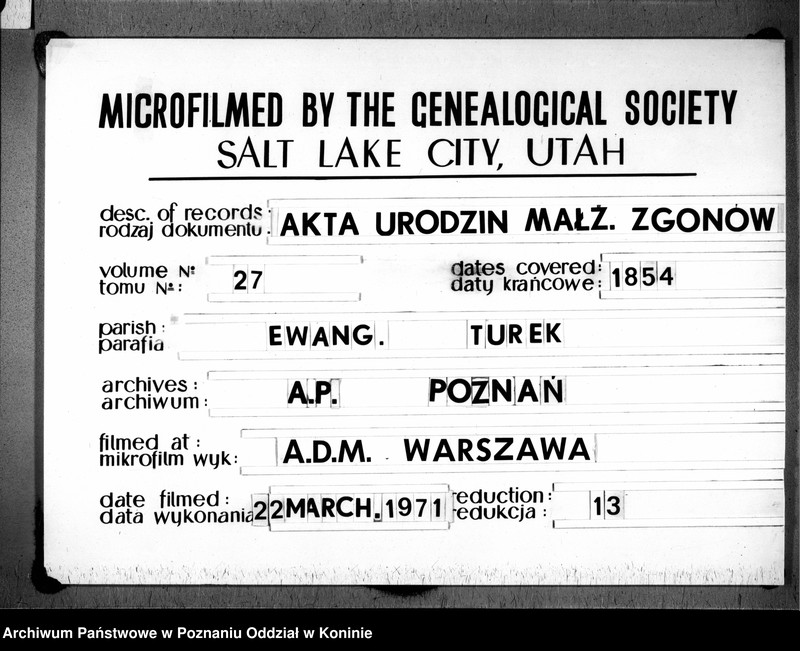 MICROFILMED BY THE GENEALOGICAL SOCIETY
SALT LAKE CITY, UTAH
desc. of records:
rodzaj dokumentu: AKTA URODZIN MAŁŻ. ZGONÓW
volume №
tomu №: 27
dates covered:
daty krańcowe: 1854
parish:
parafia EWANG. TUREK
archives:
archiwum: A.P. POZNAŃ
filmed at:
mikrofilm wyk: A.D.M. WARSZAWA
date filmed:
data wykonania 22 MARCH. 1971
reduction:
redukcja: 13
Archiwum Państwowe w Poznaniu Oddział w Koninie